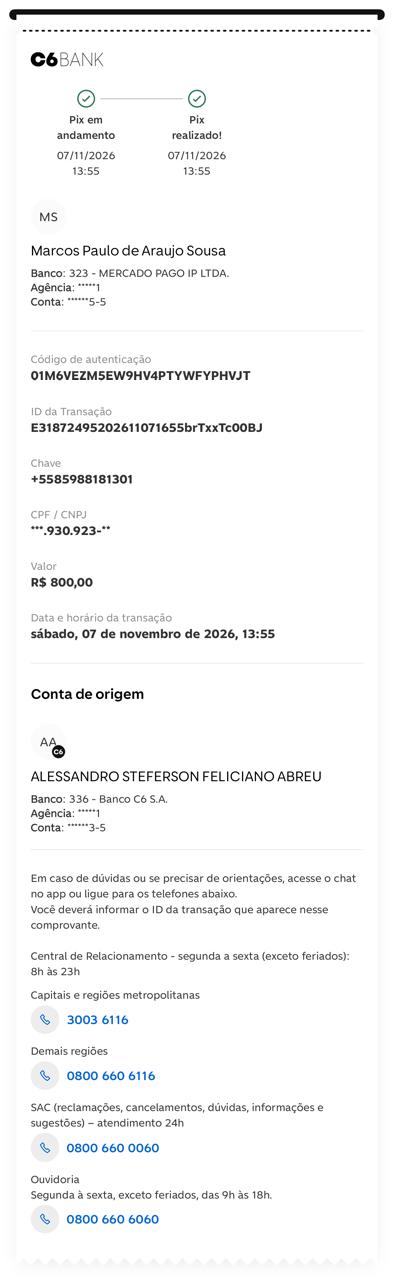 C6BANK
Pix em
andamento
07/11/2026
13:55
Pix
realizado!
07/11/2026
13:55
MS
Marcos Paulo de Araujo Sousa
Banco: 323 - MERCADO PAGO IP LTDA.
Agência: *****1
Conta: ******5-5
Código de autenticação
01M6VEZM5EW9HV4PTYWFYPHVJT
ID da Transação
E31872495202611071655brTxxTc00BJ
Chave
+5585988181301
CPF / CNPJ
***.930.923-**
Valor
R$ 800,00
Data e horário da transação
sábado, 07 de novembro de 2026, 13:55
Conta de origem
AA
C6
ALESSANDRO STEFERSON FELICIANO ABREU
Banco: 336 - Banco C6 S.A.
Agência: *****1
Conta: ******3-5
Em caso de dúvidas ou se precisar de orientações, acesse o chat
no app ou ligue para os telefones abaixo.
Você deverá informar o ID da transação que aparece nesse
comprovante.
Central de Relacionamento - segunda a sexta (exceto feriados):
8h às 23h
Capitais e regiões metropolitanas
3003 6116
Demais regiões
0800 660 6116
SAC (reclamações, cancelamentos, dúvidas, informações e
sugestões) – atendimento 24h
0800 660 0060
Ouvidoria
Segunda à sexta, exceto feriados, das 9h às 18h.
0800 660 6060